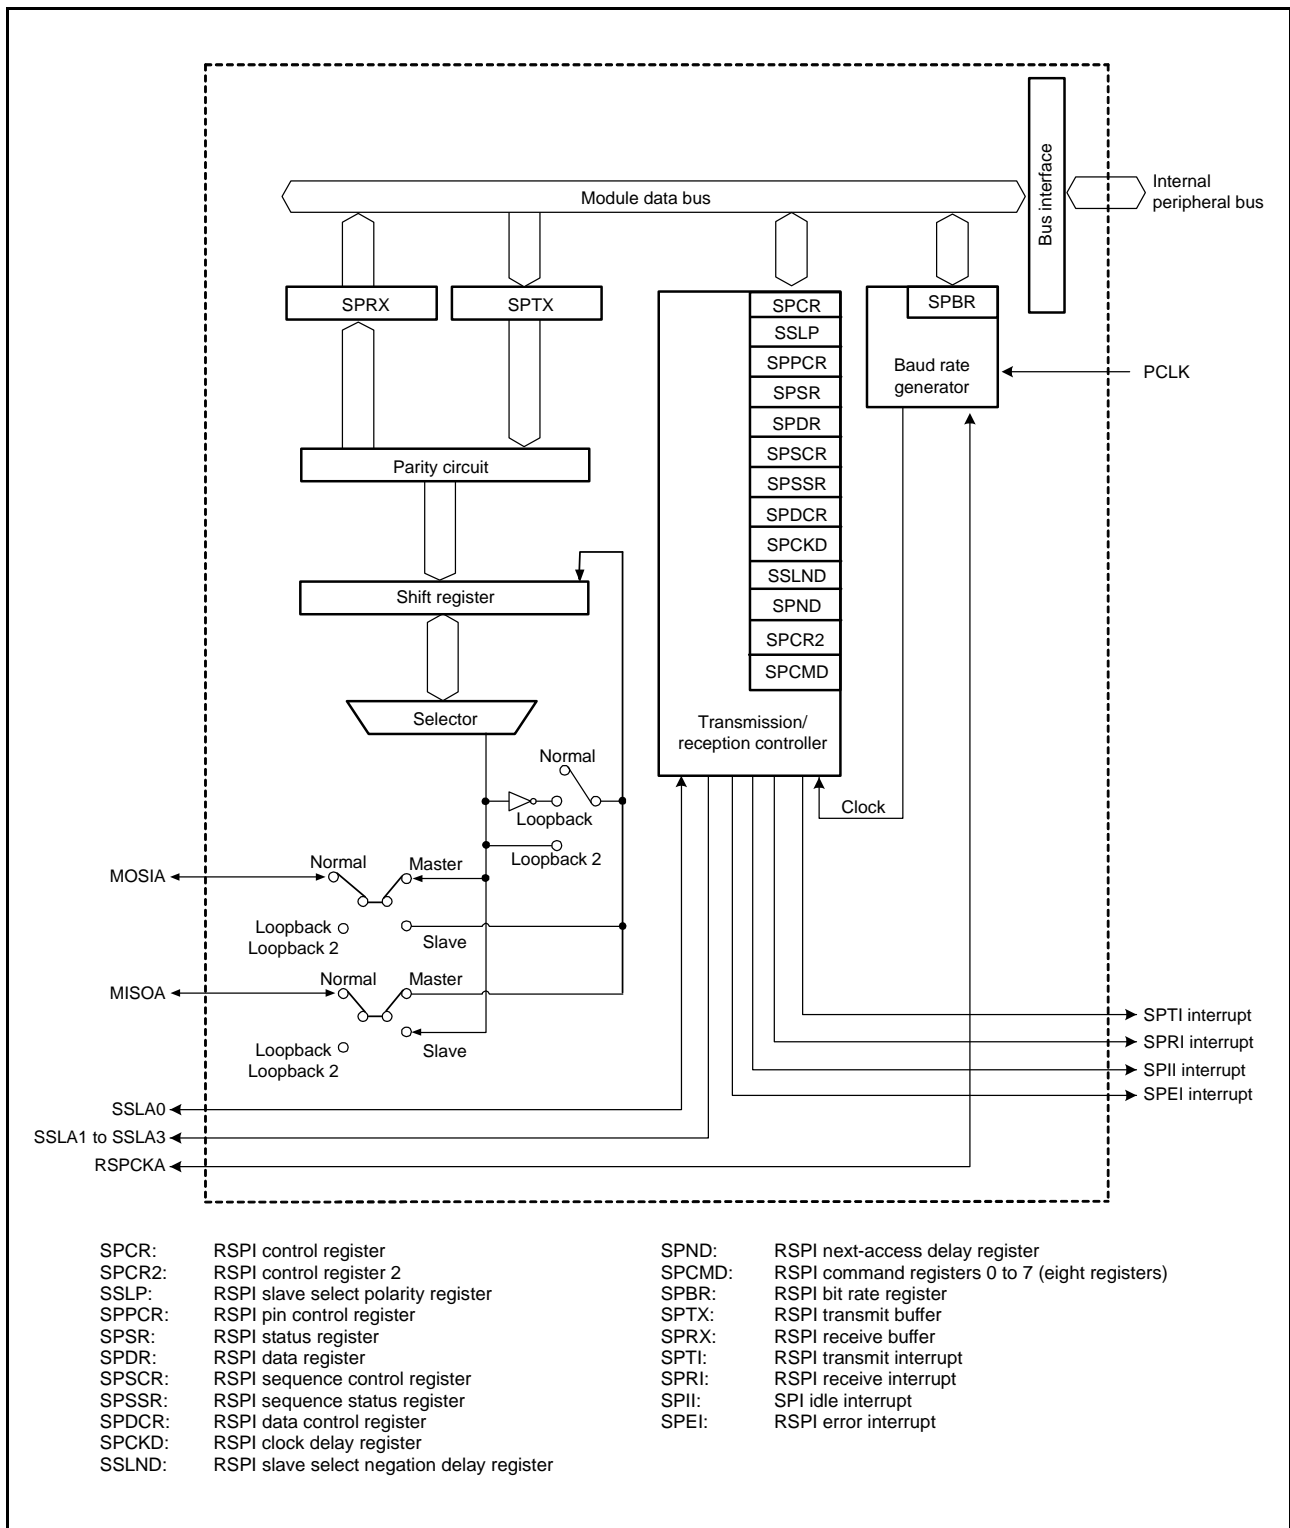 Bus interface
Module data bus
Internal
peripheral bus
SPRX
SPTX
SPCR
SSLP
SPPCR
SPSR
SPDR
SPSCR
SPSSR
SPDCR
SPCKD
SSLND
SPND
SPCR2
SPCMD
Transmission/
reception controller
SPBR
Baud rate
generator
PCLK
Parity circuit
Shift register
Selector
Normal
Loopback
Loopback 2
Clock
MOSIA
Normal
Master
Loopback
Loopback 2
Slave
MISOA
Normal
Master
Loopback
Loopback 2
Slave
SPTI interrupt
SPRI interrupt
SPII interrupt
SPEI interrupt
SSLA0
SSLA1 to SSLA3
RSPCKA
SPCR: RSPI control register
SPCR2: RSPI control register 2
SSLP: RSPI slave select polarity register
SPPCR: RSPI pin control register
SPSR: RSPI status register
SPDR: RSPI data register
SPSCR: RSPI sequence control register
SPSSR: RSPI sequence status register
SPDCR: RSPI data control register
SPCKD: RSPI clock delay register
SSLND: RSPI slave select negation delay register
SPND: RSPI next-access delay register
SPCMD: RSPI command registers 0 to 7 (eight registers)
SPBR: RSPI bit rate register
SPTX: RSPI transmit buffer
SPRX: RSPI receive buffer
SPTI: RSPI transmit interrupt
SPRI: RSPI receive interrupt
SPII: SPI idle interrupt
SPEI: RSPI error interrupt